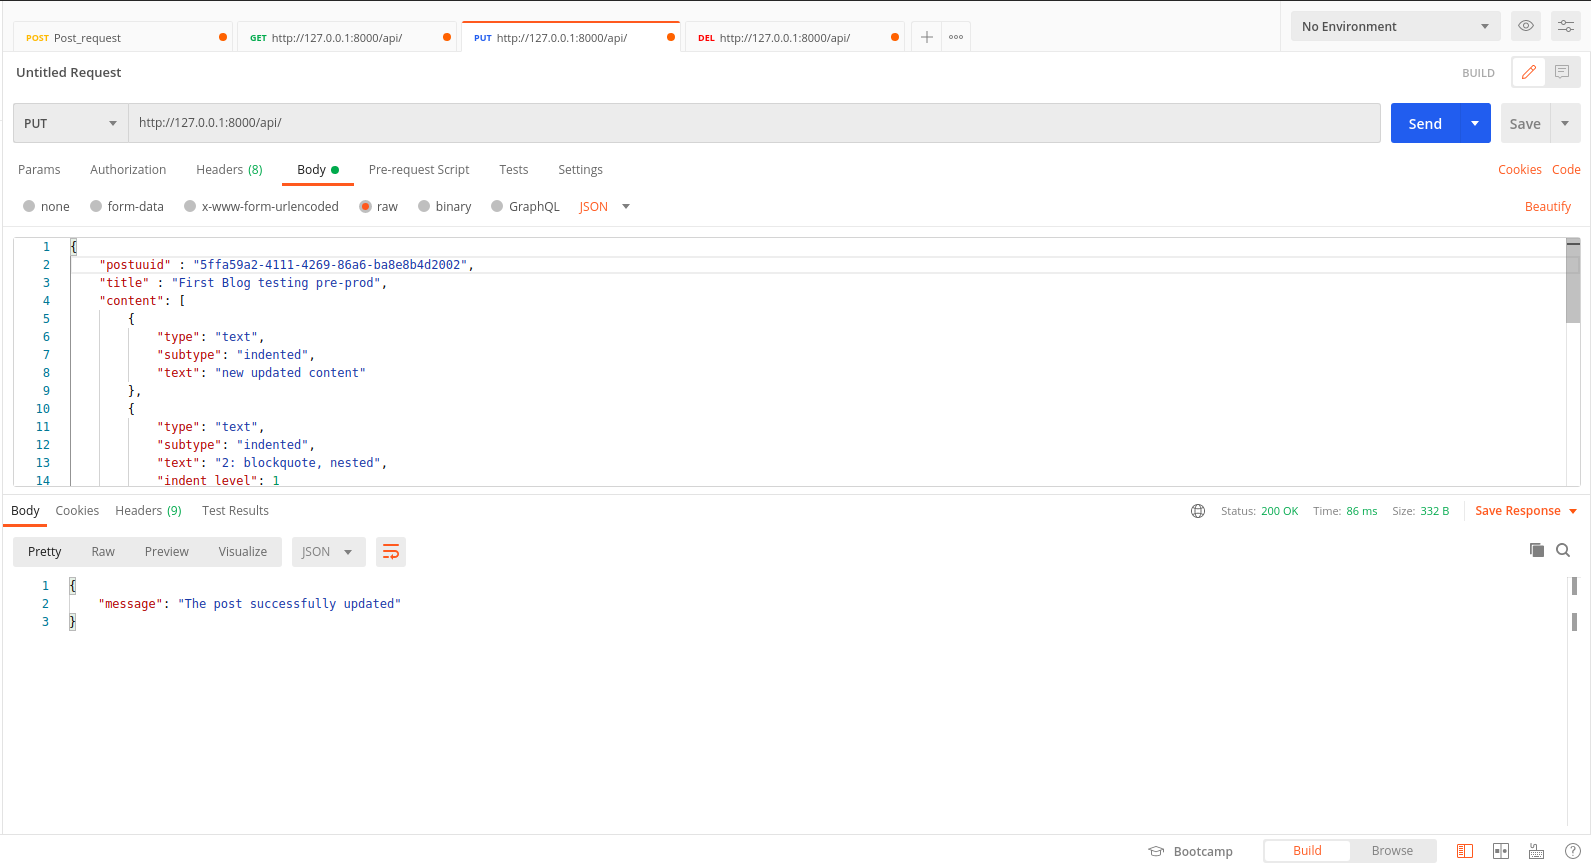 POST Post_request
GET http://127.0.0.1:8000/api/
PUT http://127.0.0.1:8000/api/
DEL http://127.0.0.1:8000/api/
No Environment
Untitled Request
BUILD
PUT
http://127.0.0.1:8000/api/
Send
Save
Params Authorization Headers (8) Body Pre-request Script Tests Settings
Cookies Code
none form-data x-www-form-urlencoded raw binary GraphQL JSON
Beautify
1 {
2 "postuuid" : "5ffa59a2-4111-4269-86a6-ba8e8b4d2002",
3 "title" : "First Blog testing pre-prod",
4 "content": [
5 {
6 "type": "text",
7 "subtype": "indented",
8 "text": "new updated content"
9 },
10 {
11 "type": "text",
12 "subtype": "indented",
13 "text": "2: blockquote, nested",
14 "indent_level": 1
Body Cookies Headers (9) Test Results
Status: 200 OK Time: 86 ms Size: 332 B
Save Response
Pretty Raw Preview Visualize JSON
1 {
2 "message": "The post successfully updated"
3 }
Bootcamp
Build Browse
?